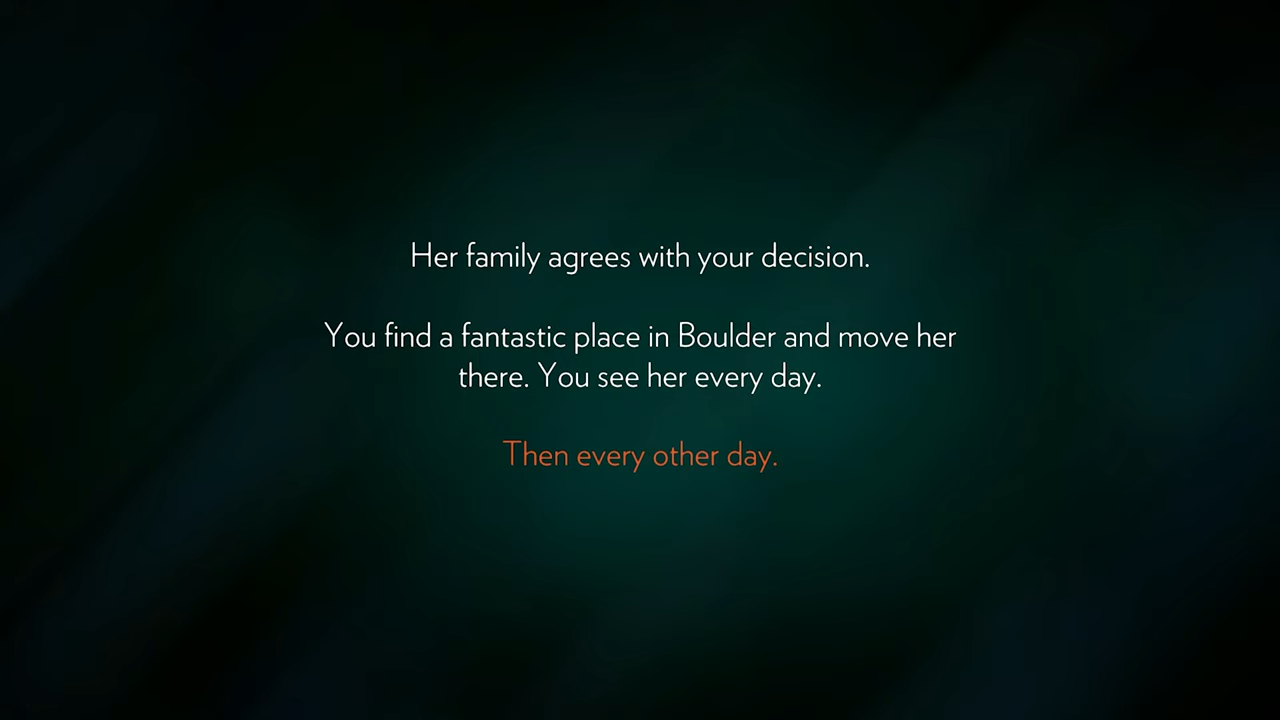 Her family agrees with your decision.
You find a fantastic place in Boulder and move her
there. You see her every day.
Then every other day.